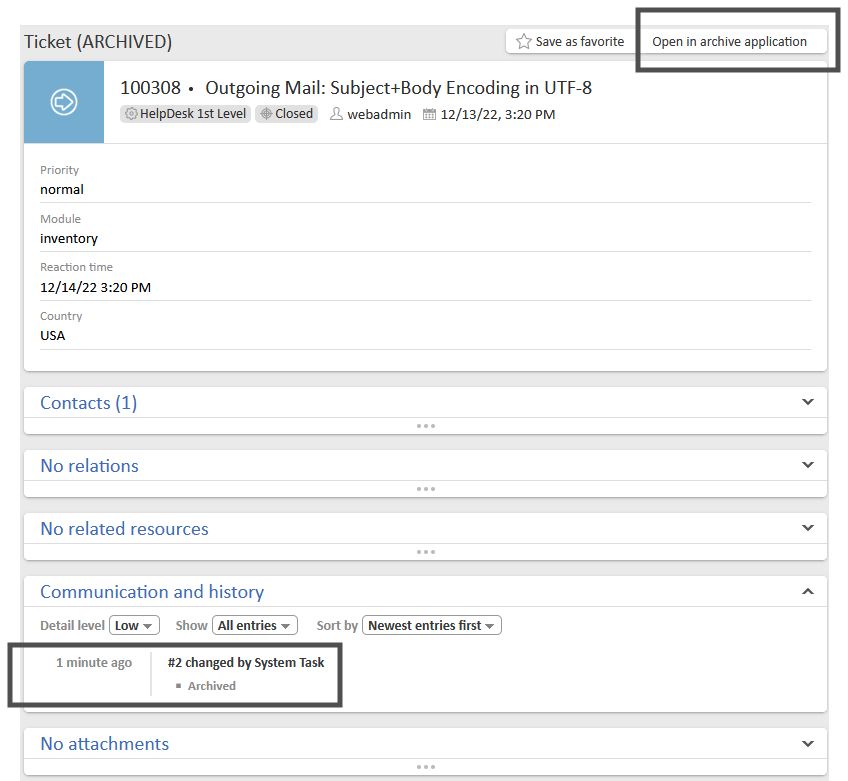 Ticket (ARCHIVED) Save as favorite Open in archive application
100308 • Outgoing Mail: Subject+Body Encoding in UTF-8
HelpDesk 1st Level Closed webadmin 12/13/22, 3:20 PM
Priority
normal
Module
inventory
Reaction time
12/14/22 3:20 PM
Country
USA
Contacts (1)
No relations
No related resources
Communication and history
Detail level Low Show All entries Sort by Newest entries first
1 minute ago #2 changed by System Task
Archived
No attachments